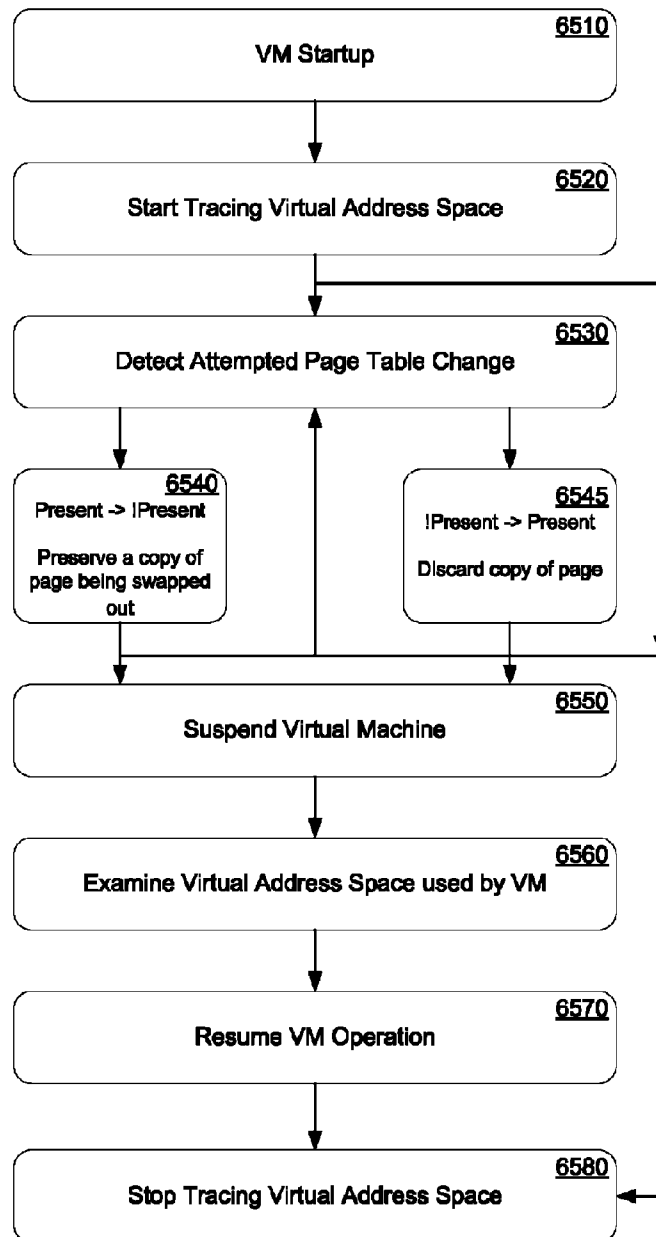 6510
VM Startup
6520
Start Tracing Virtual Address Space
6530
Detect Attempted Page Table Change
6540
Present -> !Present
Preserve a copy of
page being swapped
out
6545
!Present -> Present
Discard copy of page
6550
Suspend Virtual Machine
6560
Examine Virtual Address Space used by VM
6570
Resume VM Operation
6580
Stop Tracing Virtual Address Space